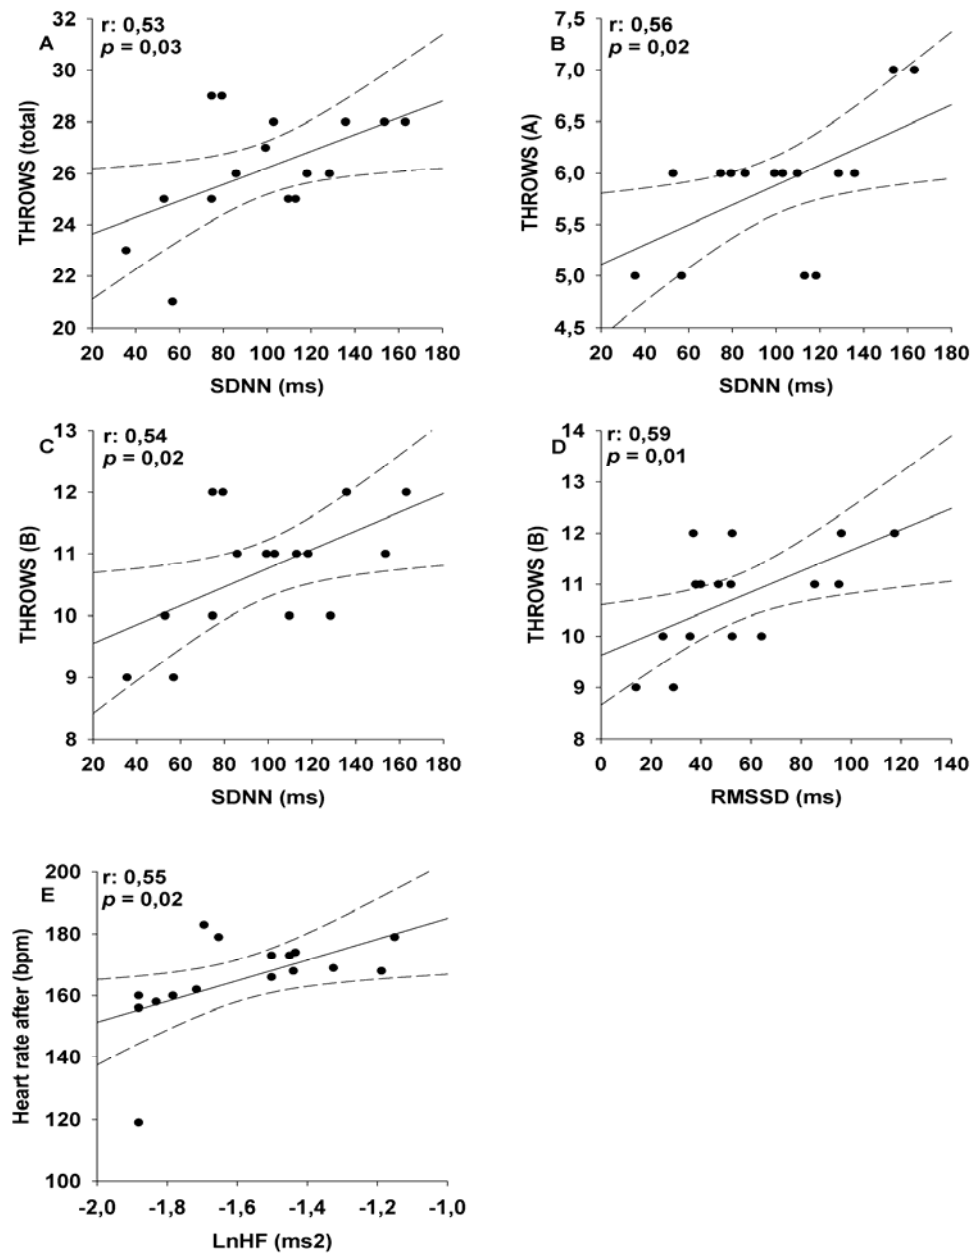 A
r: 0,53
p = 0,03
THROWS (total)
32
30
28
26
24
22
20
20 40 60 80 100 120 140 160 180
SDNN (ms)
B
r: 0,56
p = 0,02
THROWS (A)
7,5
7,0
6,5
6,0
5,5
5,0
4,5
20 40 60 80 100 120 140 160 180
SDNN (ms)
C
r: 0,54
p = 0,02
THROWS (B)
13
12
11
10
9
8
20 40 60 80 100 120 140 160 180
SDNN (ms)
D
r: 0,59
p = 0,01
THROWS (B)
14
13
12
11
10
9
8
0 20 40 60 80 100 120 140
RMSSD (ms)
E
r: 0,55
p = 0,02
Heart rate after (bpm)
200
180
160
140
120
100
-2,0 -1,8 -1,6 -1,4 -1,2 -1,0
LnHF (ms2)